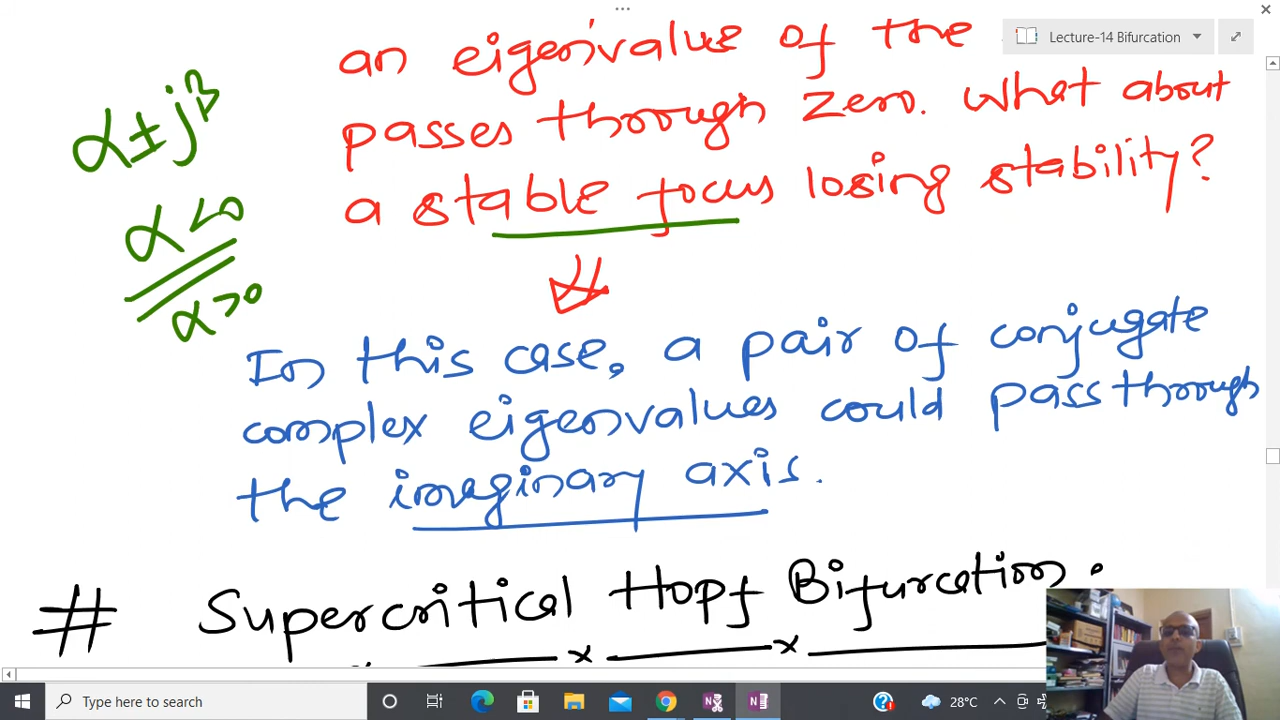 Lecture-14 Bifurcation
an eigenvalue of the
passes through zero. What about
a stable focus losing stability?
α ± jβ
α < 0
α > 0
In this case, a pair of conjugate
complex eigenvalues could pass through
the imaginary axis.
# Supercritical Hopf Bifurcation.
Type here to search
28°C